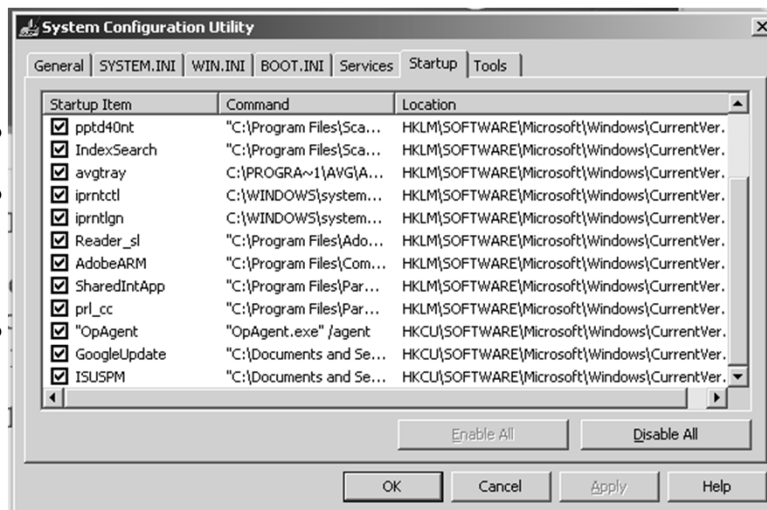 System Configuration Utility
General SYSTEM.INI WIN.INI BOOT.INI Services Startup Tools
Startup Item Command Location
pptd40nt "C:\Program Files\Sca... HKLM\SOFTWARE\Microsoft\Windows\CurrentVer.
IndexSearch "C:\Program Files\Sca... HKLM\SOFTWARE\Microsoft\Windows\CurrentVer.
avgtray C:\PROGRA~1\AVG\A... HKLM\SOFTWARE\Microsoft\Windows\CurrentVer.
iprntctl C:\WINDOWS\system... HKLM\SOFTWARE\Microsoft\Windows\CurrentVer.
iprntlgn C:\WINDOWS\system... HKLM\SOFTWARE\Microsoft\Windows\CurrentVer.
Reader_sl "C:\Program Files\Ado... HKLM\SOFTWARE\Microsoft\Windows\CurrentVer.
AdobeARM "C:\Program Files\Com... HKLM\SOFTWARE\Microsoft\Windows\CurrentVer.
SharedIntApp "C:\Program Files\Par... HKLM\SOFTWARE\Microsoft\Windows\CurrentVer.
prl_cc "C:\Program Files\Par... HKLM\SOFTWARE\Microsoft\Windows\CurrentVer.
"OpAgent "OpAgent.exe" /agent HKCU\SOFTWARE\Microsoft\Windows\CurrentVer.
GoogleUpdate "C:\Documents and Se... HKCU\SOFTWARE\Microsoft\Windows\CurrentVer.
ISUSPM "C:\Documents and Se... HKCU\SOFTWARE\Microsoft\Windows\CurrentVer.
Enable All Disable All
OK Cancel Apply Help